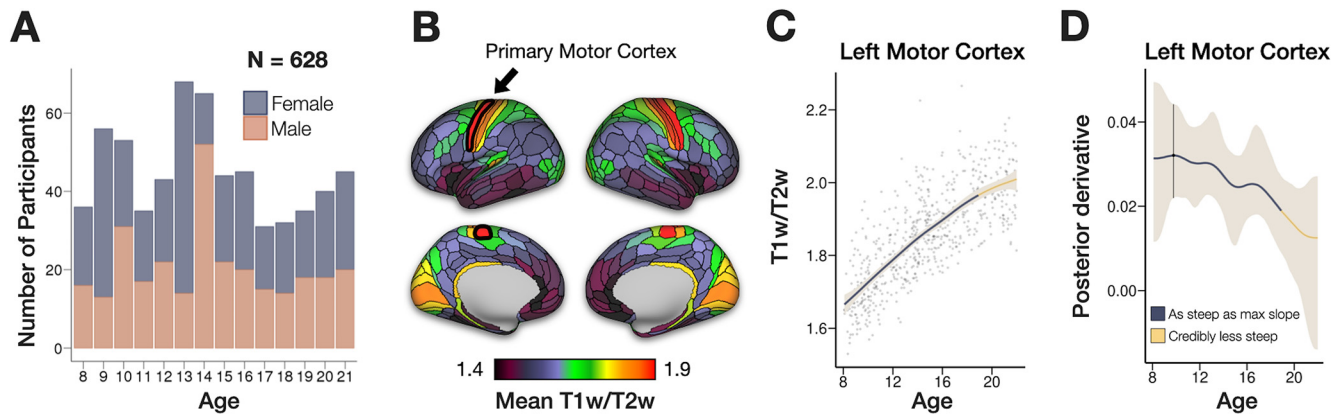 A
N = 628
Female
Male
Number of Participants
60
40
20
0
8 9 10 11 12 13 14 15 16 17 18 19 20 21
Age
B
Primary Motor Cortex
1.4
1.9
Mean T1w/T2w
C
Left Motor Cortex
T1w/T2w
2.2
2.0
1.8
1.6
8 12 16 20
Age
D
Left Motor Cortex
Posterior derivative
0.04
0.02
0.00
As steep as max slope
Credibly less steep
8 12 16 20
Age